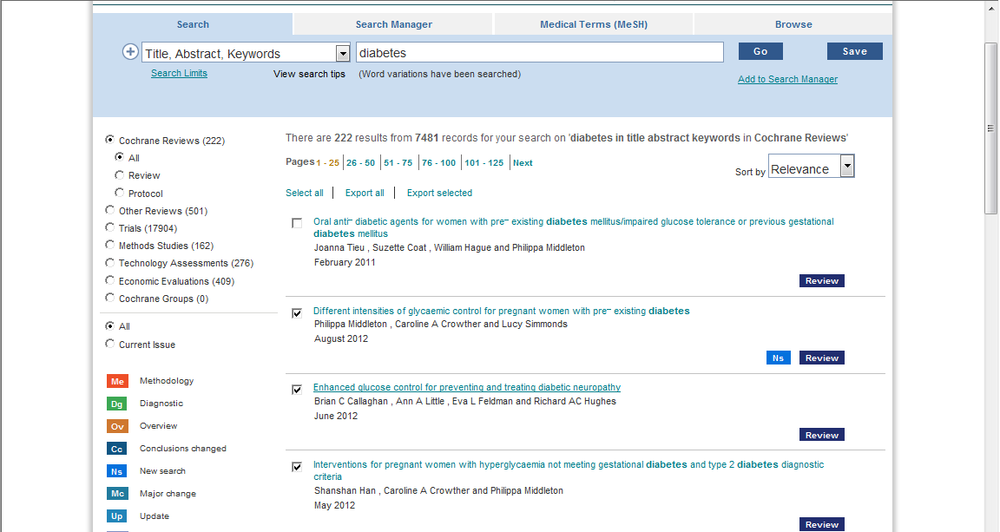 Search
Search Manager
Medical Terms (MeSH)
Browse
Title, Abstract, Keywords
diabetes
Go
Save
Search Limits
View search tips
(Word variations have been searched)
Add to Search Manager
Cochrane Reviews (222)
All
Review
Protocol
Other Reviews (501)
Trials (17904)
Methods Studies (162)
Technology Assessments (276)
Economic Evaluations (409)
Cochrane Groups (0)
All
Current Issue
Me Methodology
Dg Diagnostic
Ov Overview
Cc Conclusions changed
Ns New search
Mc Major change
Up Update
There are 222 results from 7481 records for your search on 'diabetes in title abstract keywords in Cochrane Reviews'
Pages 1 - 25 | 26 - 50 | 51 - 75 | 76 - 100 | 101 - 125 | Next
Sort by Relevance
Select all | Export all | Export selected
Oral anti‐ diabetic agents for women with pre‐ existing diabetes mellitus/impaired glucose tolerance or previous gestational
diabetes mellitus
Joanna Tieu , Suzette Coat , William Hague and Philippa Middleton
February 2011
Review
Different intensities of glycaemic control for pregnant women with pre‐ existing diabetes
Philippa Middleton , Caroline A Crowther and Lucy Simmonds
August 2012
Ns Review
Enhanced glucose control for preventing and treating diabetic neuropathy
Brian C Callaghan , Ann A Little , Eva L Feldman and Richard AC Hughes
June 2012
Review
Interventions for pregnant women with hyperglycaemia not meeting gestational diabetes and type 2 diabetes diagnostic
criteria
Shanshan Han , Caroline A Crowther and Philippa Middleton
May 2012
Review